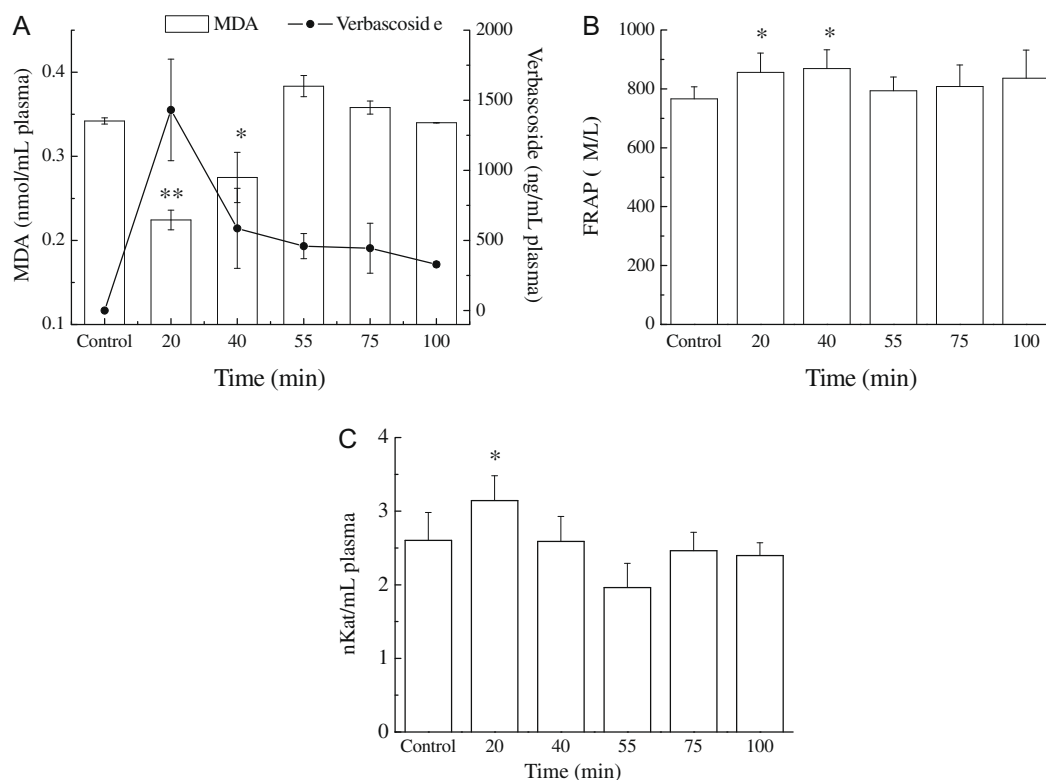 A
MDA
Verbascosid e
MDA (nmol/mL plasma)
0.4
0.3
0.2
0.1
**
*
2000
1500
1000
500
0
Verbascoside (ng/mL plasma)
Control 20 40 55 75 100
Time (min)
B
FRAP ( M/L)
1000
800
600
400
200
0
* *
Control 20 40 55 75 100
Time (min)
C
nKat/mL plasma
4
3
2
1
0
*
Control 20 40 55 75 100
Time (min)